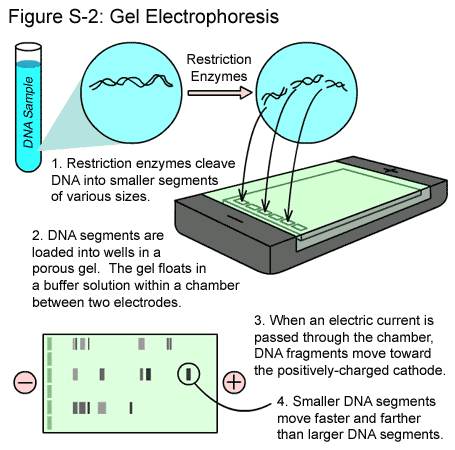 Figure S-2: Gel Electrophoresis
DNA Sample
Restriction
Enzymes
1. Restriction enzymes cleave
DNA into smaller segments
of various sizes.
+
−
2. DNA segments are
loaded into wells in a
porous gel. The gel floats in
a buffer solution within a chamber
between two electrodes.
3. When an electric current is
passed through the chamber,
DNA fragments move toward
the positively-charged cathode.
−
+
4. Smaller DNA segments
move faster and farther
than larger DNA segments.